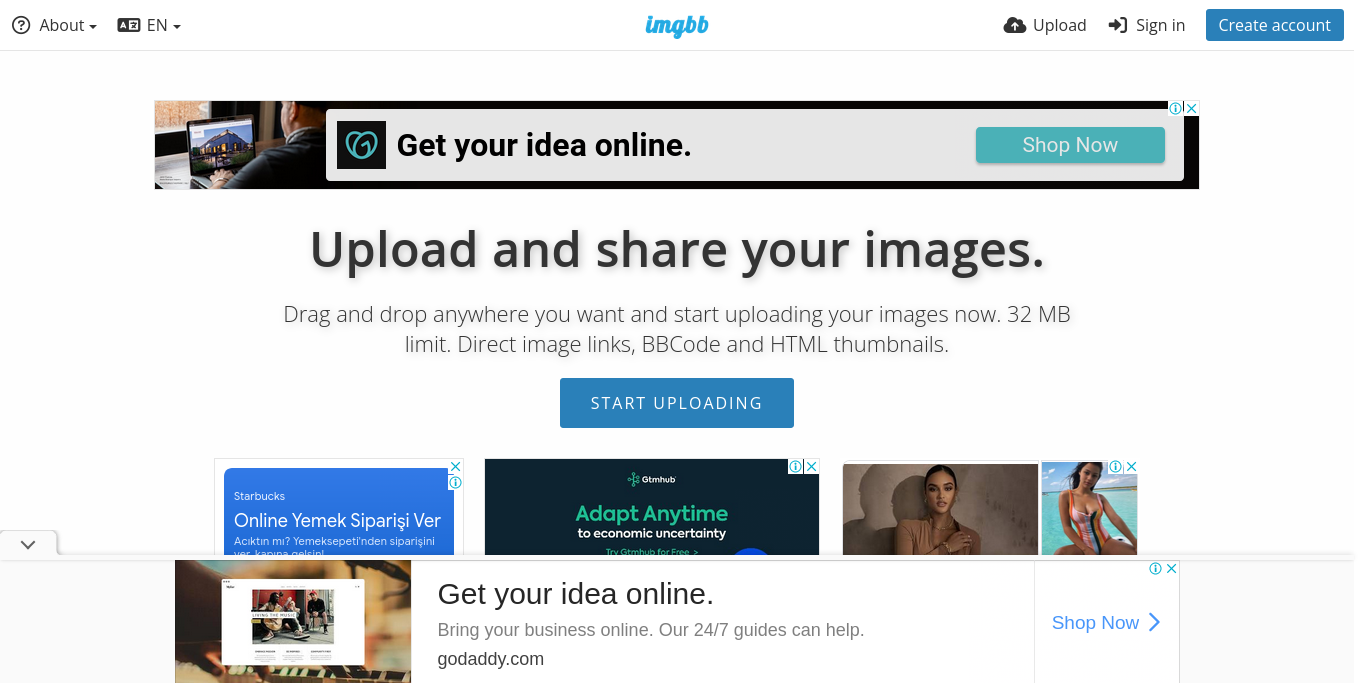 About
EN
imgbb
Upload
Sign in
Create account
Get your idea online.
Shop Now
Upload and share your images.
Drag and drop anywhere you want and start uploading your images now. 32 MB
limit. Direct image links, BBCode and HTML thumbnails.
START UPLOADING
Starbucks
Online Yemek Siparişi Ver
Acıktın mı? Yemeksepeti'nden siparişini
ver, kapına gelsin!
Gtmhub
Adapt Anytime
to economic uncertainty
Try Gtmhub for Free >
LIVING THE MUSIC
Get your idea online.
Bring your business online. Our 24/7 guides can help.
godaddy.com
Shop Now